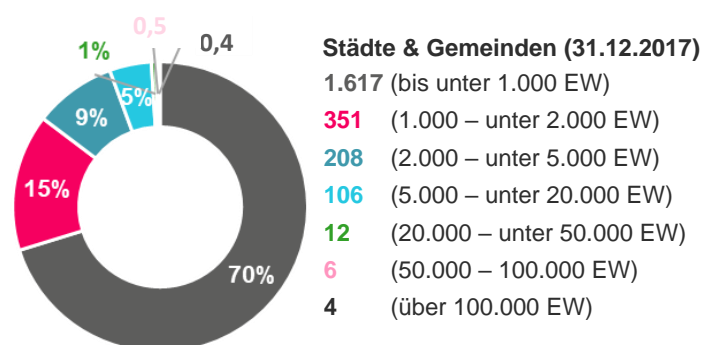 0,5
1%
0,4
5%
9%
15%
70%
Städte & Gemeinden (31.12.2017)
1.617 (bis unter 1.000 EW)
351 (1.000 – unter 2.000 EW)
208 (2.000 – unter 5.000 EW)
106 (5.000 – unter 20.000 EW)
12 (20.000 – unter 50.000 EW)
6 (50.000 – 100.000 EW)
4 (über 100.000 EW)